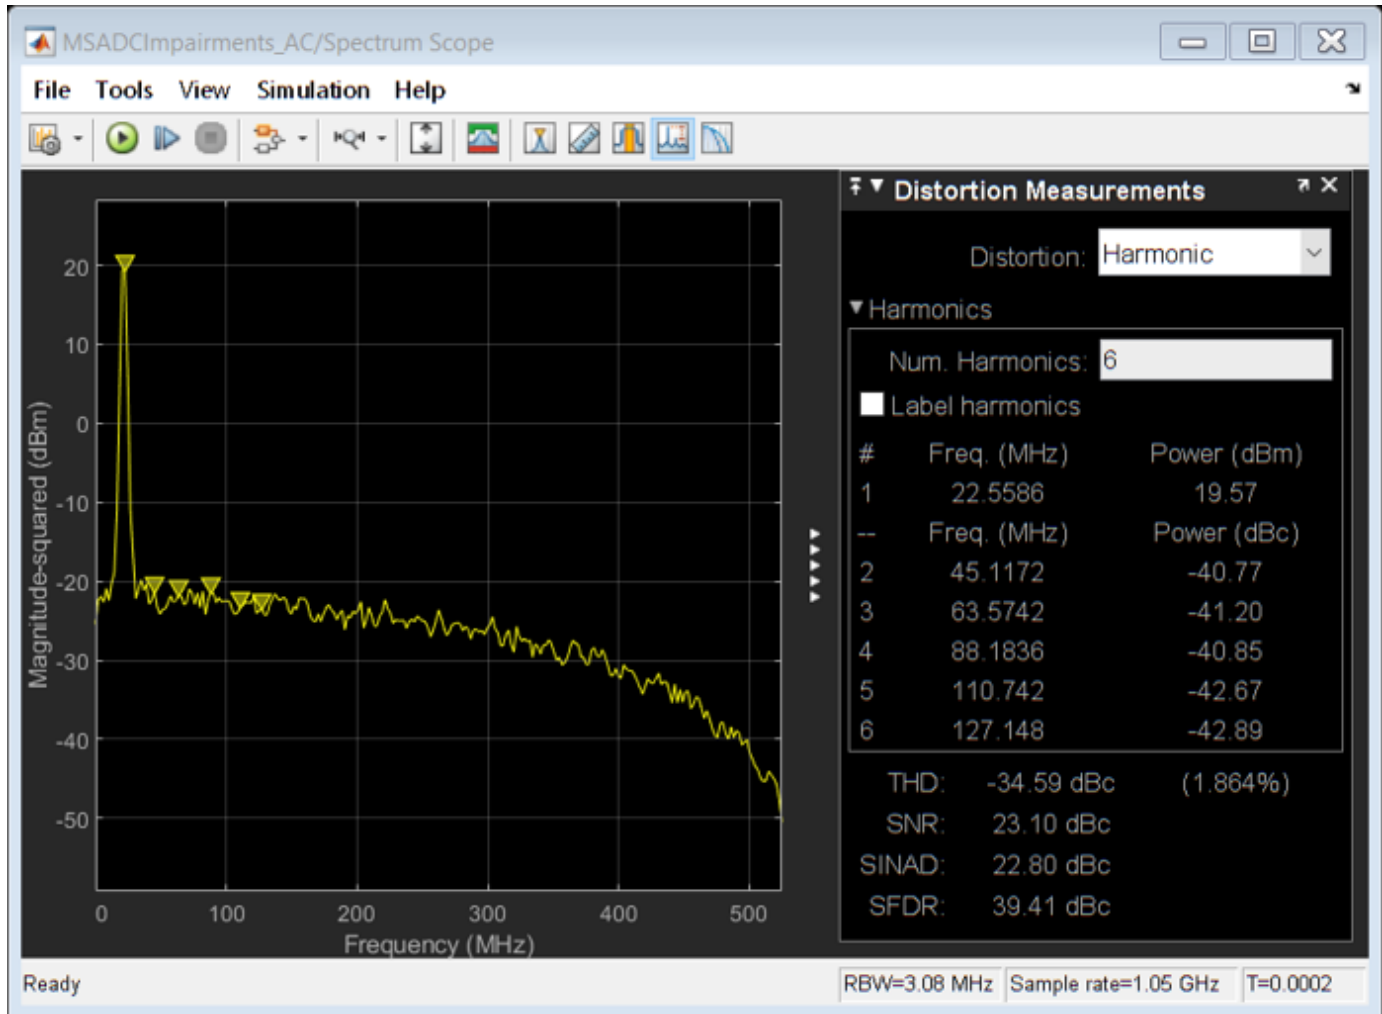 MSADCImpairments_AC/Spectrum Scope
File Tools View Simulation Help
20
10
0
-10
-20
-30
-40
-50
Magnitude-squared (dBm)
0 100 200 300 400 500
Frequency (MHz)
Distortion Measurements
Distortion: Harmonic
Harmonics
Num. Harmonics: 6
Label harmonics
# Freq. (MHz) Power (dBm)
1 22.5586 19.57
-- Freq. (MHz) Power (dBc)
2 45.1172 -40.77
3 63.5742 -41.20
4 88.1836 -40.85
5 110.742 -42.67
6 127.148 -42.89
THD: -34.59 dBc (1.864%)
SNR: 23.10 dBc
SINAD: 22.80 dBc
SFDR: 39.41 dBc
Ready RBW=3.08 MHz Sample rate=1.05 GHz T=0.0002